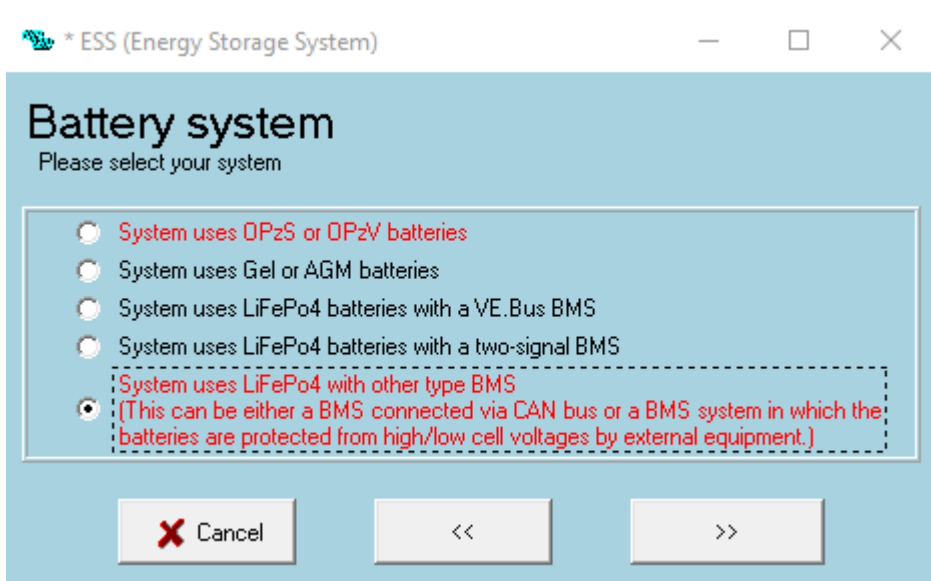 * ESS (Energy Storage System)
Battery system
Please select your system
System uses OPzS or OPzV batteries
System uses Gel or AGM batteries
System uses LiFePo4 batteries with a VE.Bus BMS
System uses LiFePo4 batteries with a two-signal BMS
System uses LiFePo4 with other type BMS
(This can be either a BMS connected via CAN bus or a BMS system in which the
batteries are protected from high/low cell voltages by external equipment.)
Cancel
<<
>>